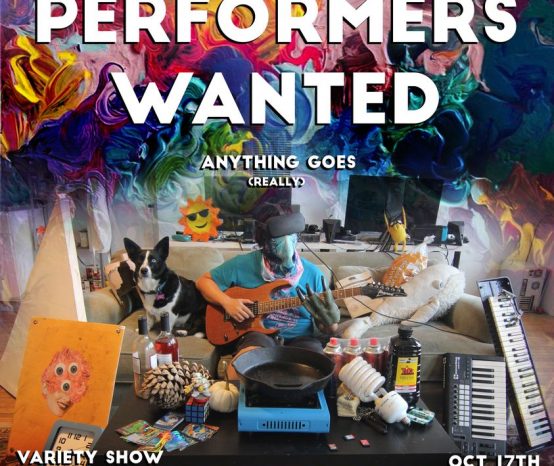 PERFORMERS
WANTED
ANYTHING GOES
(REALLY)
VARIETY SHOW
OCT 17TH